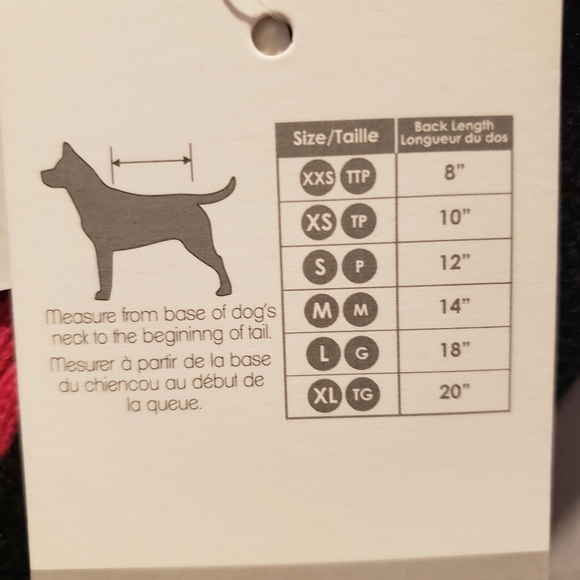 Size/Taille
Back Length
Longueur du dos
XXS TTP 8"
XS TP 10"
S P 12"
M M 14"
L G 18"
XL TG 20"
Measure from base of dog's
neck to the begininng of tail.
Mesurer à partir de la base
du chiencou au début de
la queue.